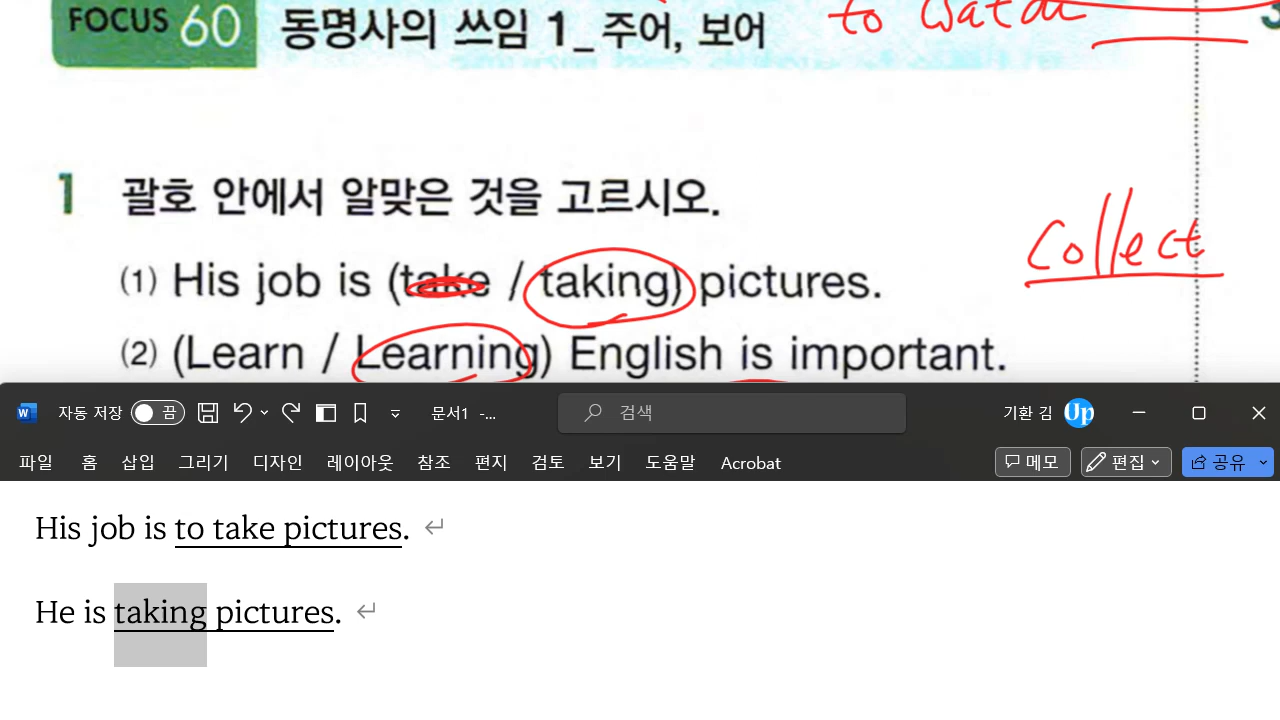 FOCUS 60 동명사의 쓰임 1_ 주어, 보어
to watch
1 괄호 안에서 알맞은 것을 고르시오.
collect
(1) His job is (take / taking) pictures.
(2) (Learn / Learning) English is important.
자동 저장 끔 문서1 -... 검색 기환 김 Up
파일 홈 삽입 그리기 디자인 레이아웃 참조 편지 검토 보기 도움말 Acrobat 메모 편집 공유
His job is to take pictures.
He is taking pictures.